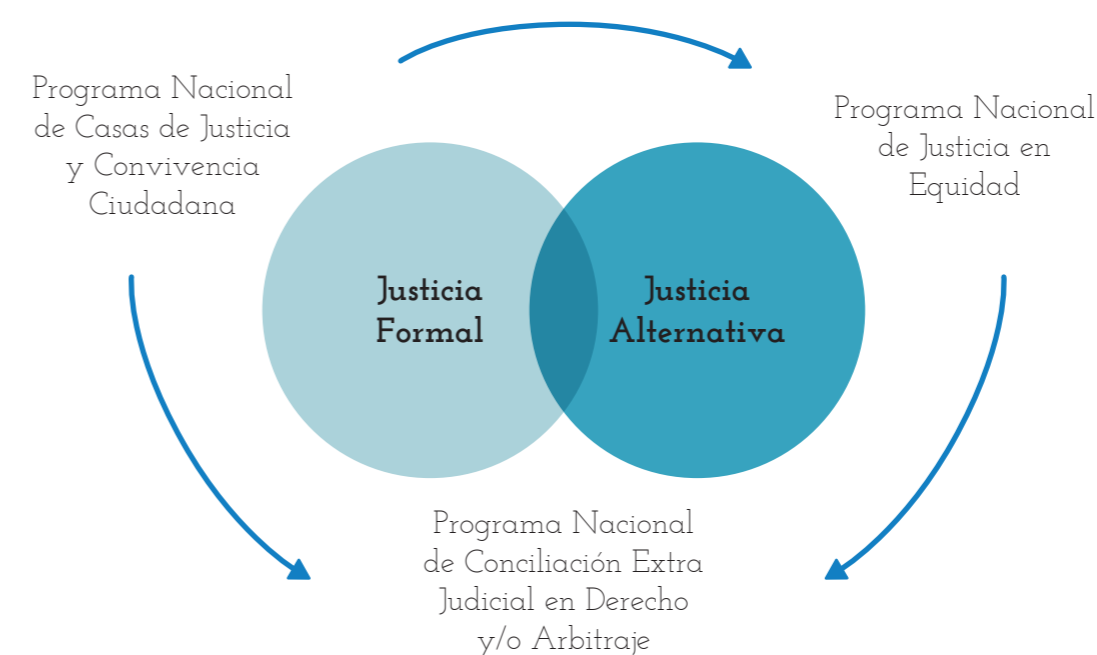 Programa Nacional
de Casas de Justicia
y Convivencia
Ciudadana
Programa Nacional
de Justicia en
Equidad
Justicia
Formal
Justicia
Alternativa
Programa Nacional
de Conciliación Extra
Judicial en Derecho
y/o Arbitraje